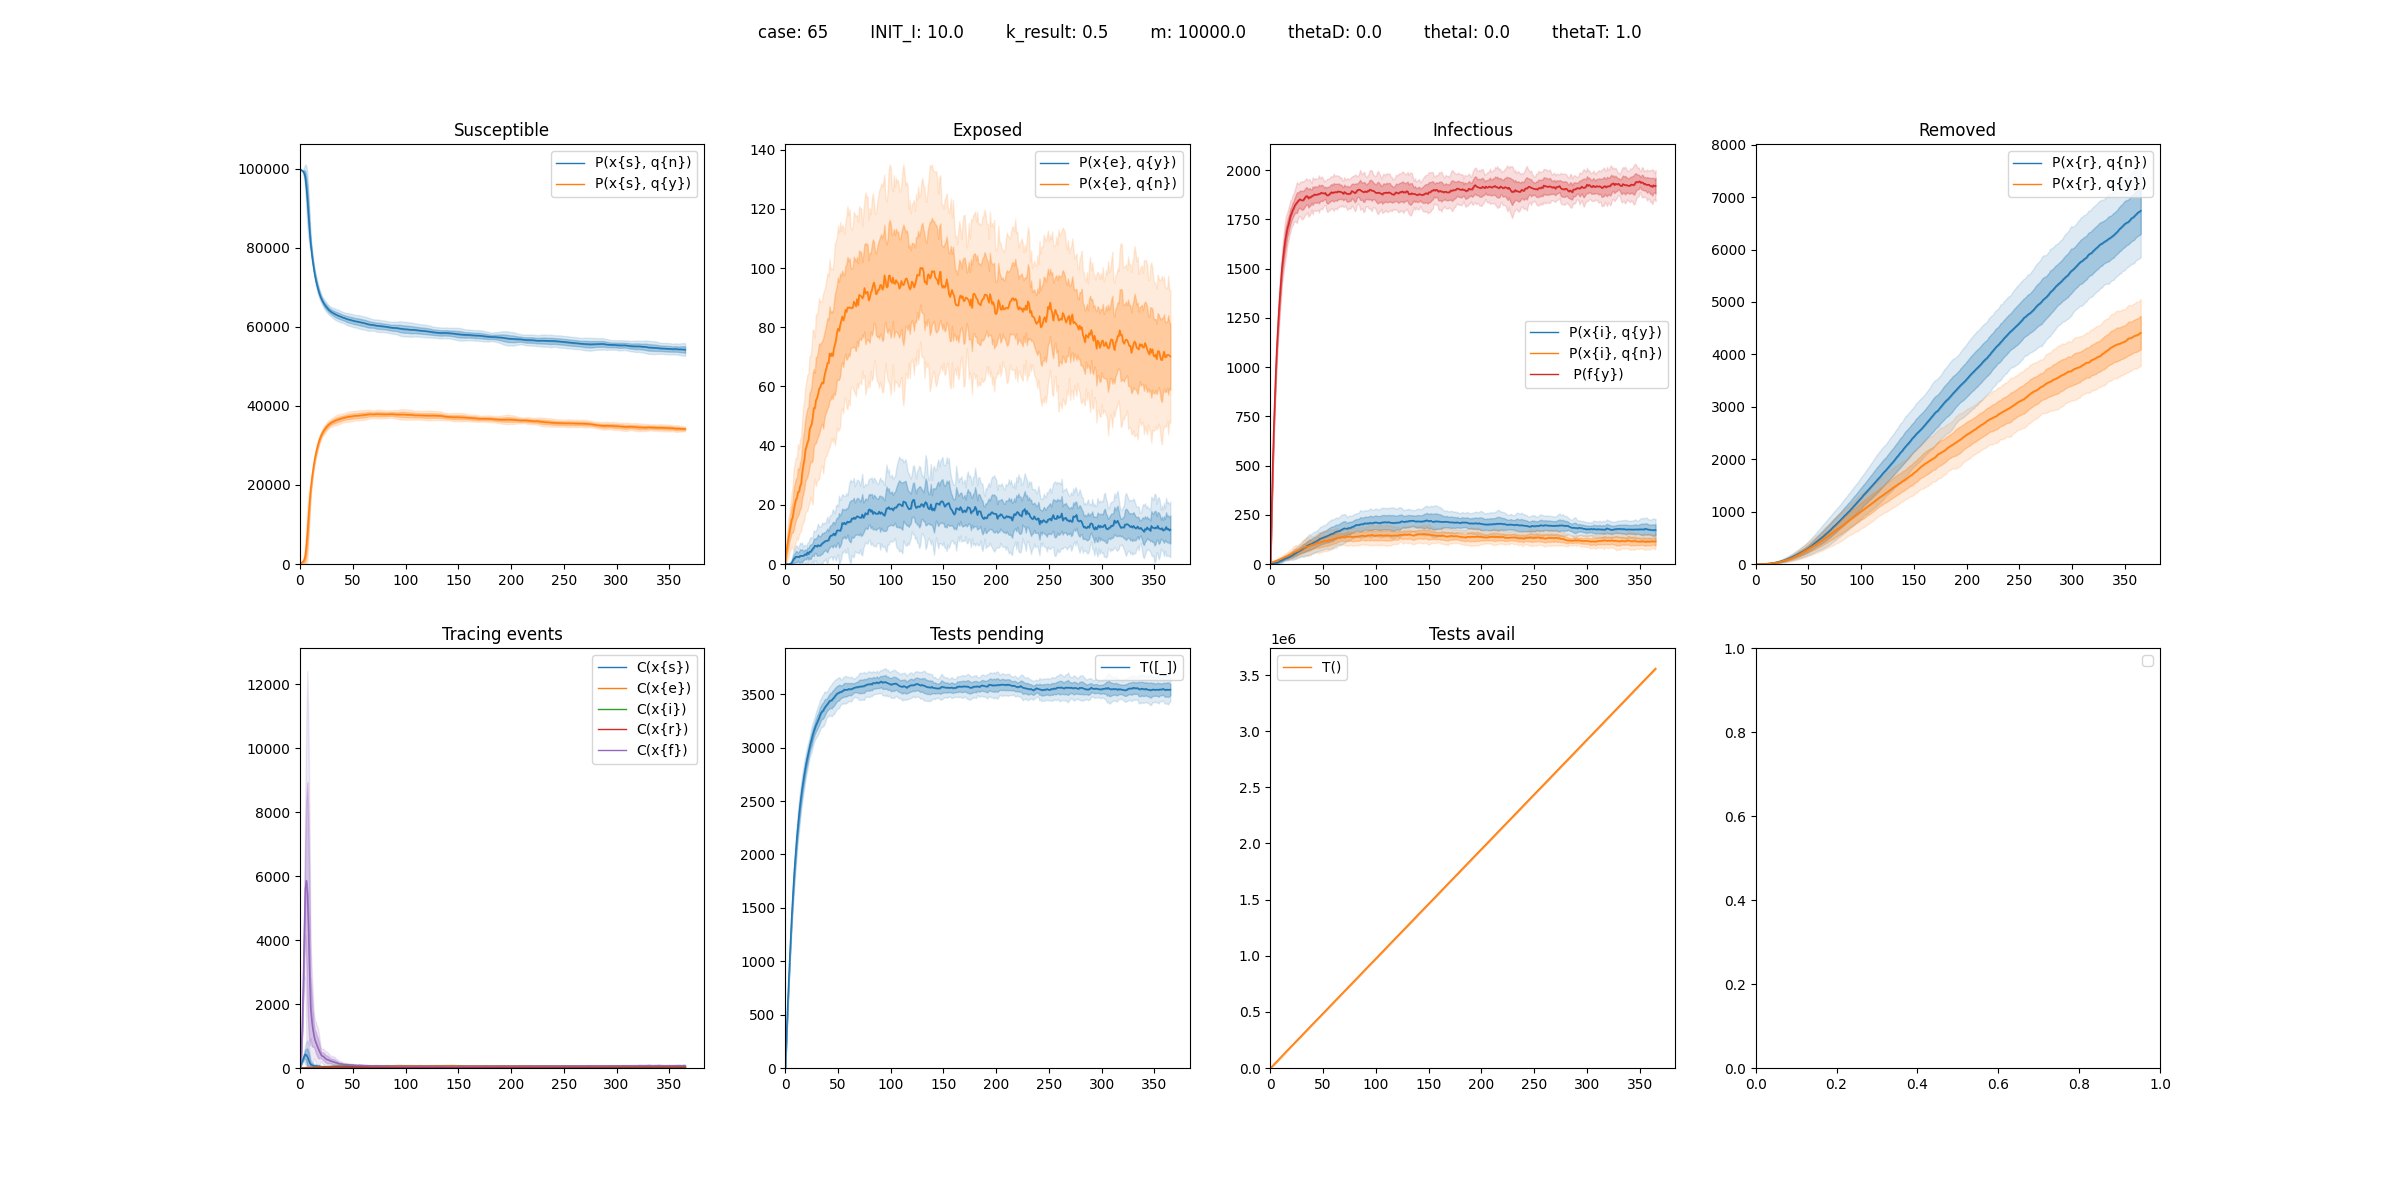 case: 65 INIT_I: 10.0 k_result: 0.5 m: 10000.0 thetaD: 0.0 thetaI: 0.0 thetaT: 1.0
Susceptible
100000
80000
60000
40000
20000
0
0 50 100 150 200 250 300 350
P(x{s}, q{n})
P(x{s}, q{y})
Exposed
140
120
100
80
60
40
20
0
0 50 100 150 200 250 300 350
P(x{e}, q{y})
P(x{e}, q{n})
Infectious
2000
1750
1500
1250
1000
750
500
250
0
0 50 100 150 200 250 300 350
P(x{i}, q{y})
P(x{i}, q{n})
P(f{y})
Removed
8000
7000
6000
5000
4000
3000
2000
1000
0
0 50 100 150 200 250 300 350
P(x{r}, q{n})
P(x{r}, q{y})
Tracing events
12000
10000
8000
6000
4000
2000
0
0 50 100 150 200 250 300 350
C(x{s})
C(x{e})
C(x{i})
C(x{r})
C(x{f})
Tests pending
3500
3000
2500
2000
1500
1000
500
0
0 50 100 150 200 250 300 350
T([_])
Tests avail
1e6
3.5
3.0
2.5
2.0
1.5
1.0
0.5
0.0
0 50 100 150 200 250 300 350
T()
1.0
0.8
0.6
0.4
0.2
0.0
0.0 0.2 0.4 0.6 0.8 1.0